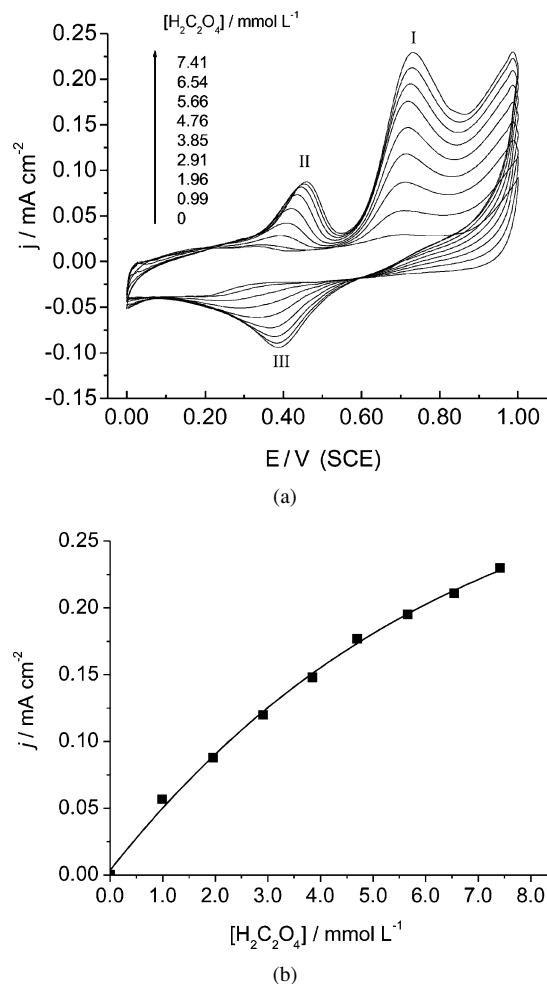 [H₂C₂O₄] / mmol L⁻¹
7.41
6.54
5.66
4.76
3.85
2.91
1.96
0.99
0
I
II
III
0.25
0.20
0.15
0.10
0.05
0.00
-0.05
-0.10
-0.15
j / mA cm⁻²
0.00 0.20 0.40 0.60 0.80 1.00
E / V (SCE)
(a)
0.25
0.20
0.15
0.10
0.05
0.00
j / mA cm⁻²
0.0 1.0 2.0 3.0 4.0 5.0 6.0 7.0 8.0
[H₂C₂O₄] / mmol L⁻¹
(b)